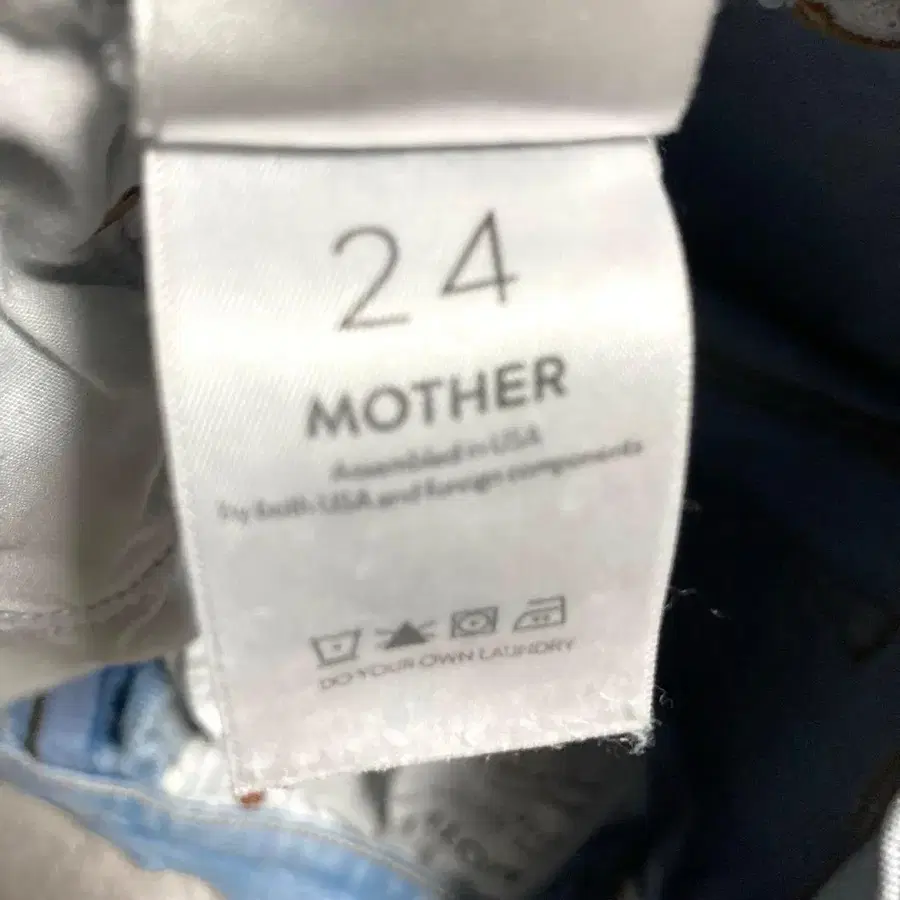 24
MOTHER
Assembled in USA
by both USA and foreign components
DO YOUR OWN LAUNDRY